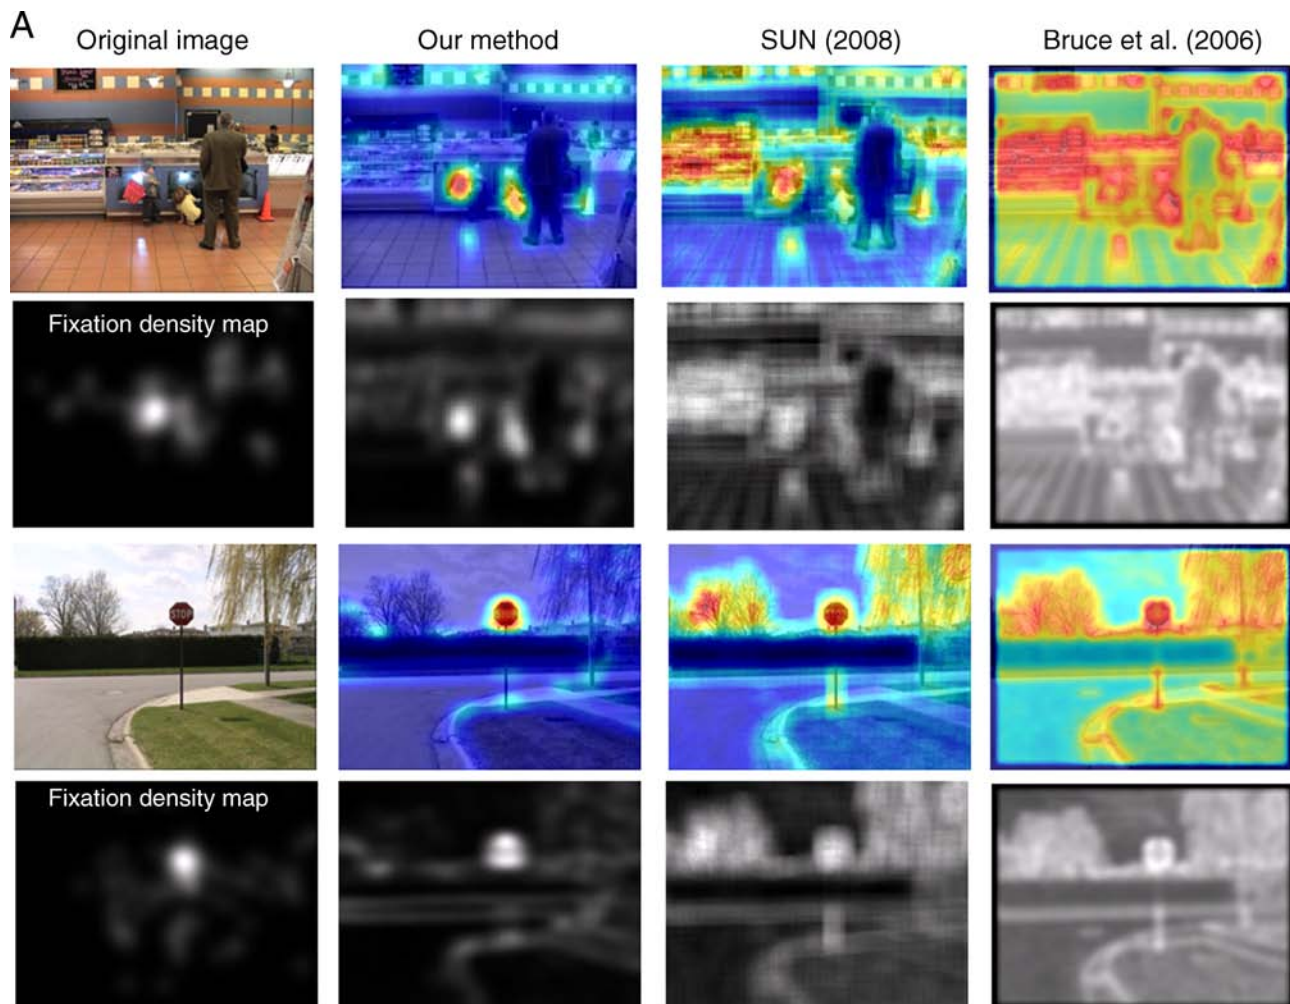 A
Original image
Our method
SUN (2008)
Bruce et al. (2006)
Fixation density map
STOP
Fixation density map